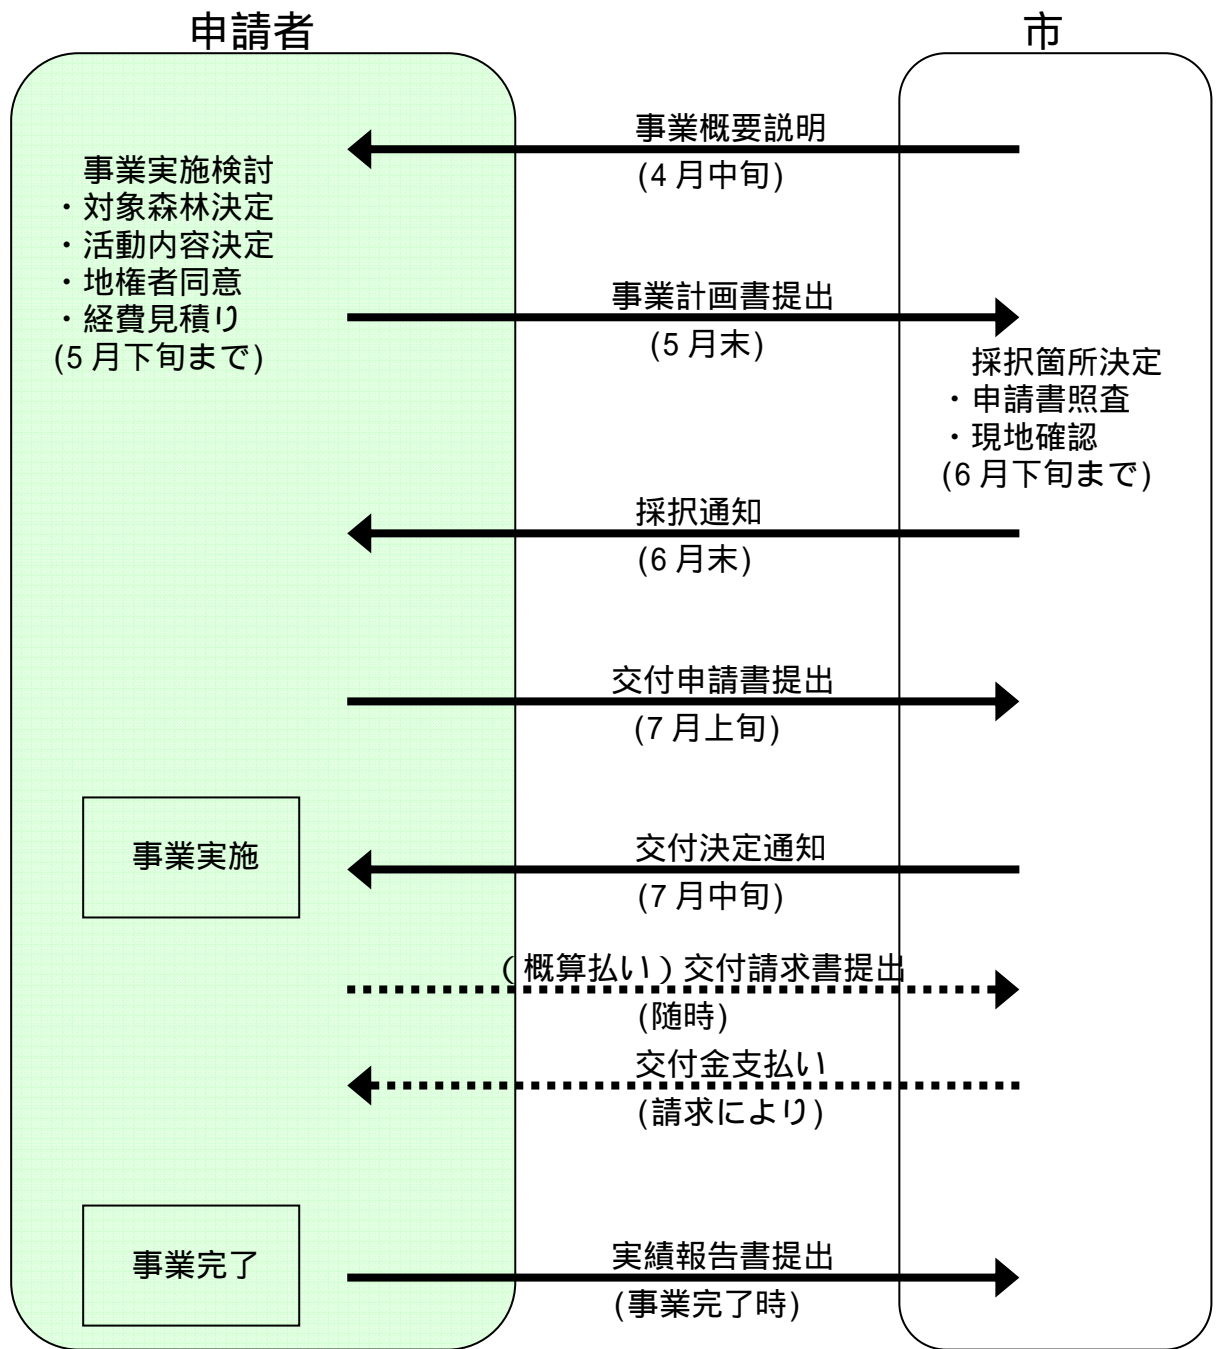 申請者
市
事業概要説明
(4月中旬)
事業実施検討
・対象森林決定
・活動内容決定
・地権者同意
・経費見積り
(5月下旬まで)
事業計画書提出
(5月末)
採択箇所決定
・申請書照査
・現地確認
(6月下旬まで)
採択通知
(6月末)
交付申請書提出
(7月上旬)
事業実施
交付決定通知
(7月中旬)
(概算払い)交付請求書提出
(随時)
交付金支払い
(請求により)
事業完了
実績報告書提出
(事業完了時)